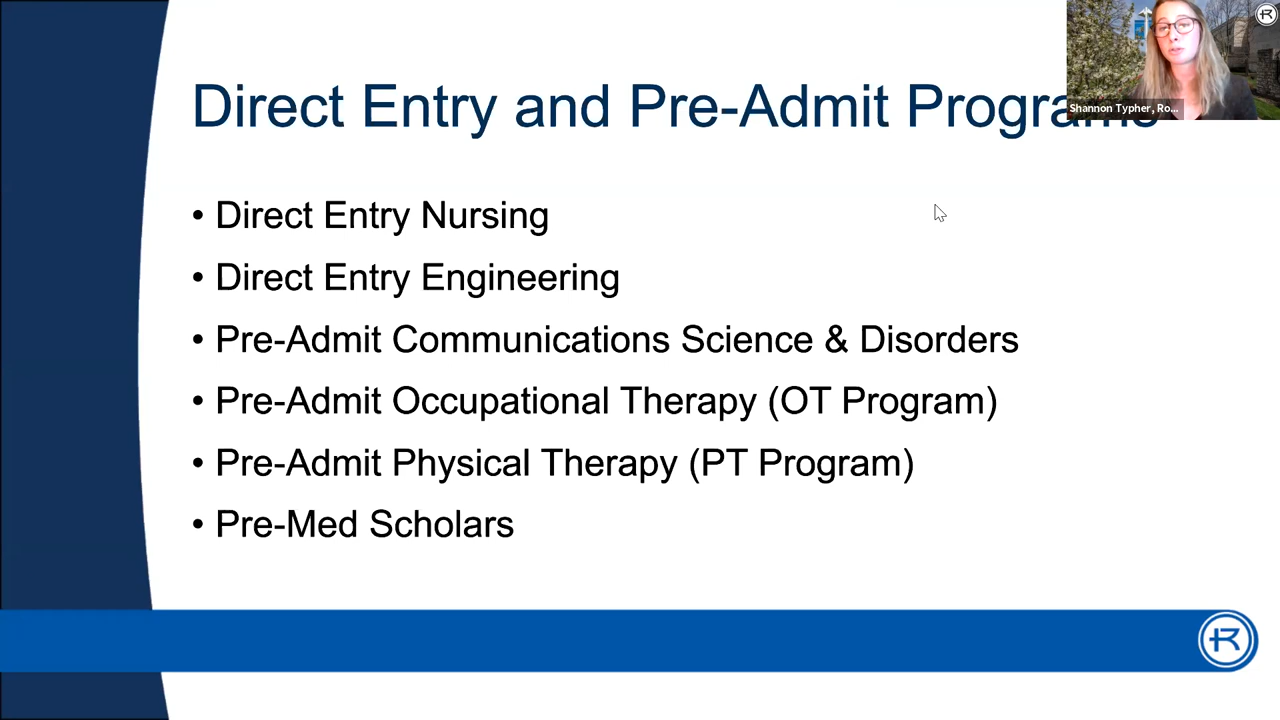 Direct Entry and Pre-Admit Programs
Shannon Typher, Ro...
• Direct Entry Nursing
• Direct Entry Engineering
• Pre-Admit Communications Science & Disorders
• Pre-Admit Occupational Therapy (OT Program)
• Pre-Admit Physical Therapy (PT Program)
• Pre-Med Scholars